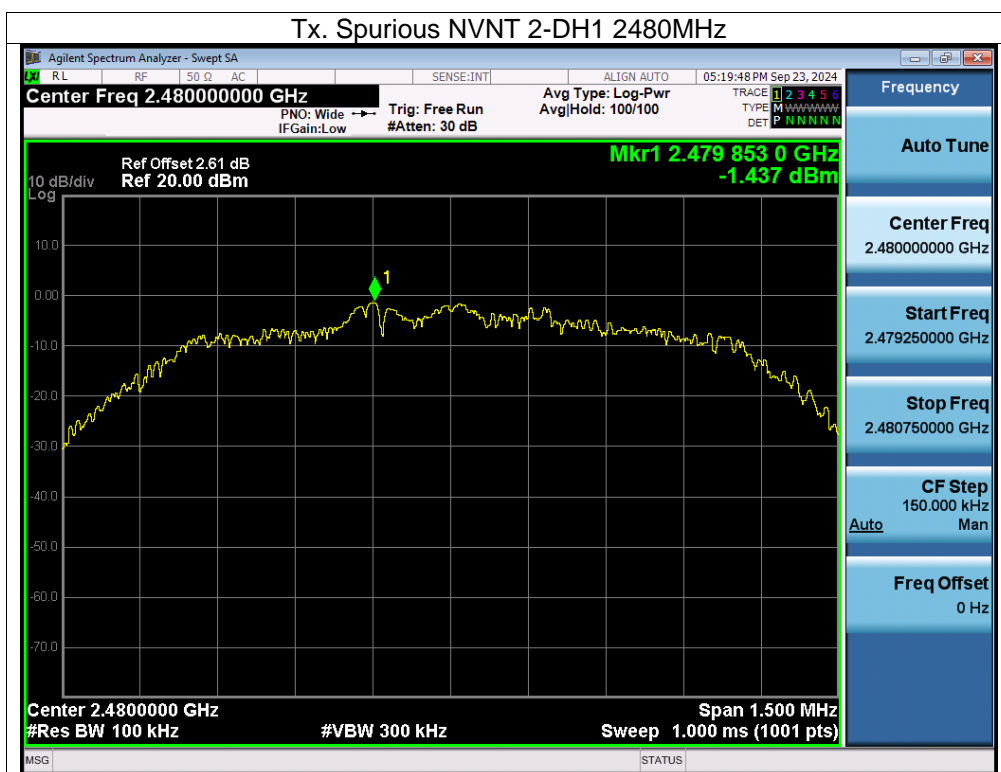 Tx. Spurious NVNT 2-DH1 2480MHz
Agilent Spectrum Analyzer - Swept SA
LXI RL RF 50 Ω AC SENSE:INT ALIGN AUTO 05:19:48 PM Sep 23, 2024
Center Freq 2.480000000 GHz
PNO: Wide
IFGain:Low
Trig: Free Run
#Atten: 30 dB
Avg Type: Log-Pwr
Avg|Hold: 100/100
TRACE 1 2 3 4 5 6
TYPE M WWWWW
DET P N N N N N
Ref Offset 2.61 dB
10 dB/div Ref 20.00 dBm
Log
Mkr1 2.479 853 0 GHz
-1.437 dBm
1
10.0
0.00
-10.0
-20.0
-30.0
-40.0
-50.0
-60.0
-70.0
Center 2.4800000 GHz Span 1.500 MHz
#Res BW 100 kHz #VBW 300 kHz Sweep 1.000 ms (1001 pts)
MSG STATUS
Frequency
Auto Tune
Center Freq
2.480000000 GHz
Start Freq
2.479250000 GHz
Stop Freq
2.480750000 GHz
CF Step
150.000 kHz
Auto Man
Freq Offset
0 Hz